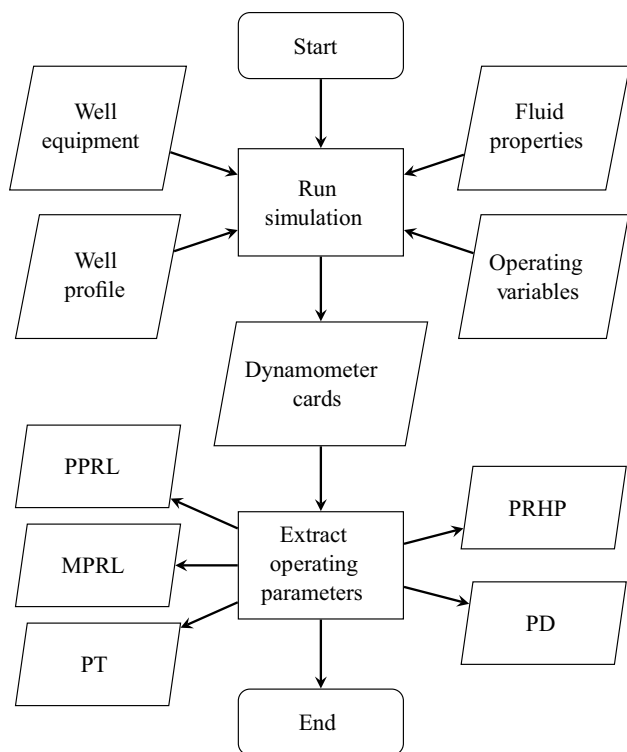 Start
Well
equipment
Fluid
properties
Run
simulation
Well
profile
Operating
variables
Dynamometer
cards
PPRL
PRHP
Extract
operating
parameters
MPRL
PT
PD
End